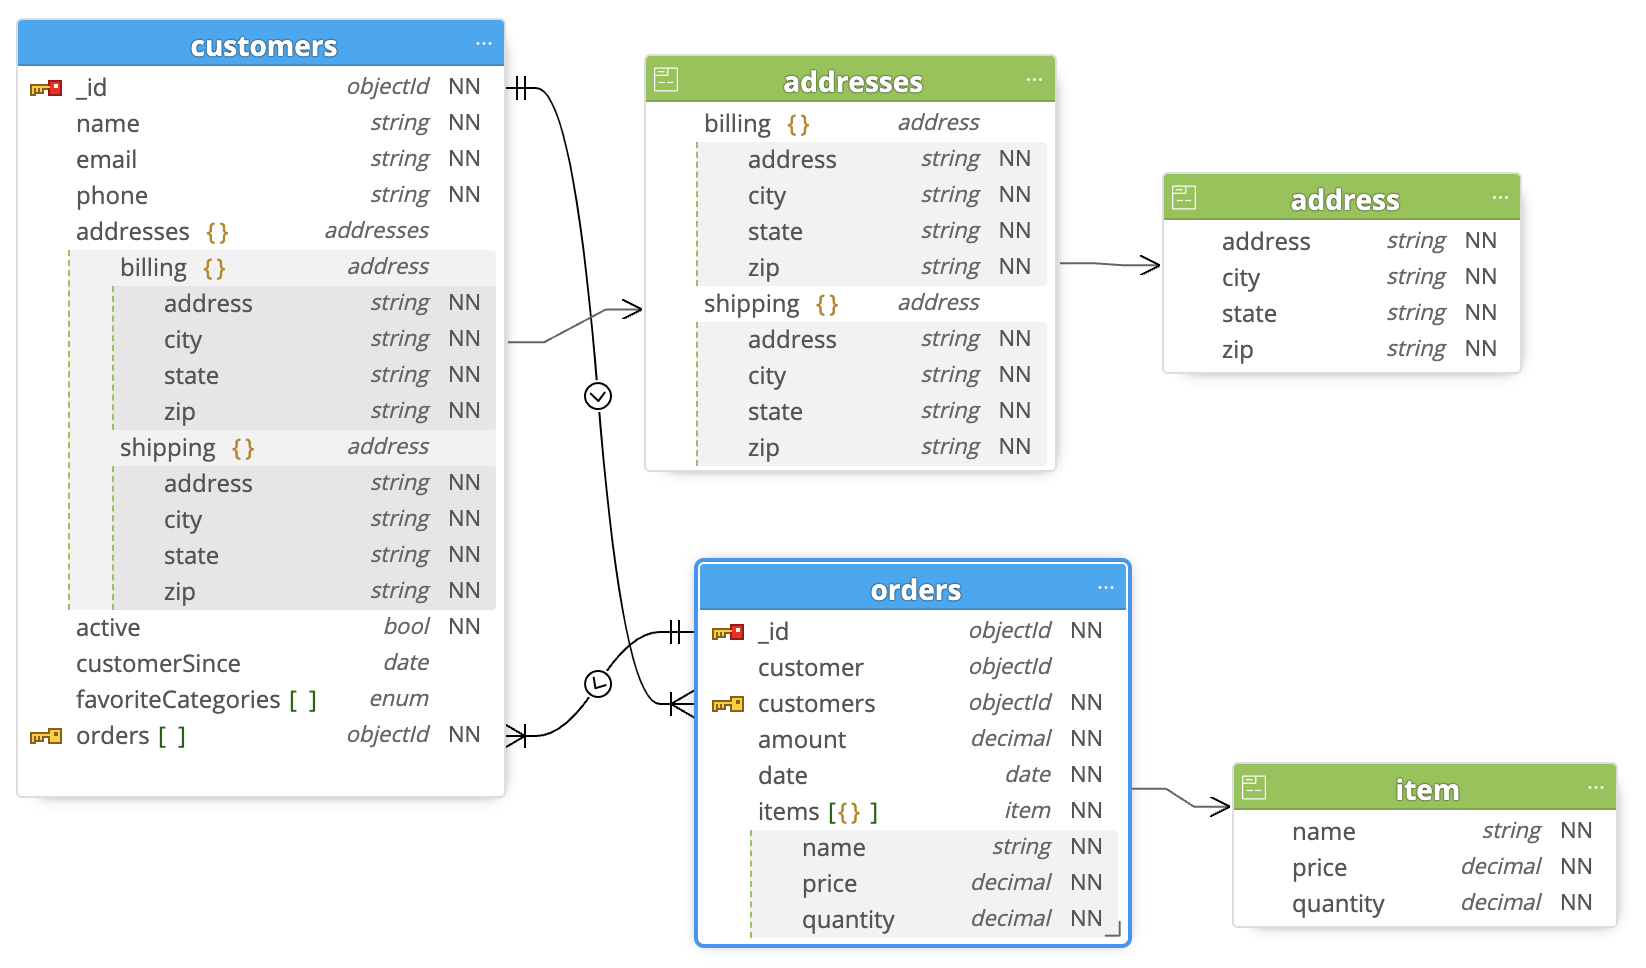 customers ...
_id objectId NN
name string NN
email string NN
phone string NN
addresses {} addresses
billing {} address
address string NN
city string NN
state string NN
zip string NN
shipping {} address
address string NN
city string NN
state string NN
zip string NN
active bool NN
customerSince date
favoriteCategories [ ] enum
orders [ ] objectId NN
addresses ...
billing {} address
address string NN
city string NN
state string NN
zip string NN
shipping {} address
address string NN
city string NN
state string NN
zip string NN
address ...
address string NN
city string NN
state string NN
zip string NN
orders ...
_id objectId NN
customer objectId
customers objectId NN
amount decimal NN
date date NN
items [{} ] item NN
name string NN
price decimal NN
quantity decimal NN
item ...
name string NN
price decimal NN
quantity decimal NN